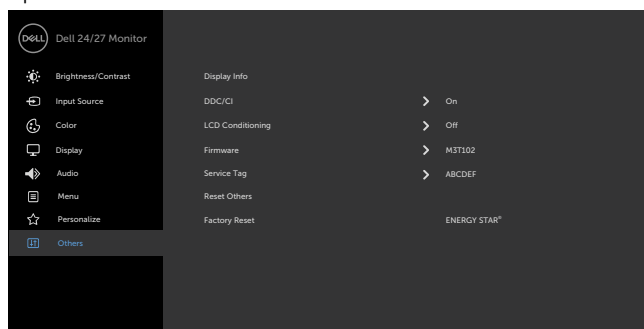 DELL
Dell 24/27 Monitor
Brightness/Contrast
Input Source
Color
Display
Audio
Menu
Personalize
Others
Display Info
DDC/CI On
LCD Conditioning Off
Firmware M3T102
Service Tag ABCDEF
Reset Others
Factory Reset ENERGY STAR®